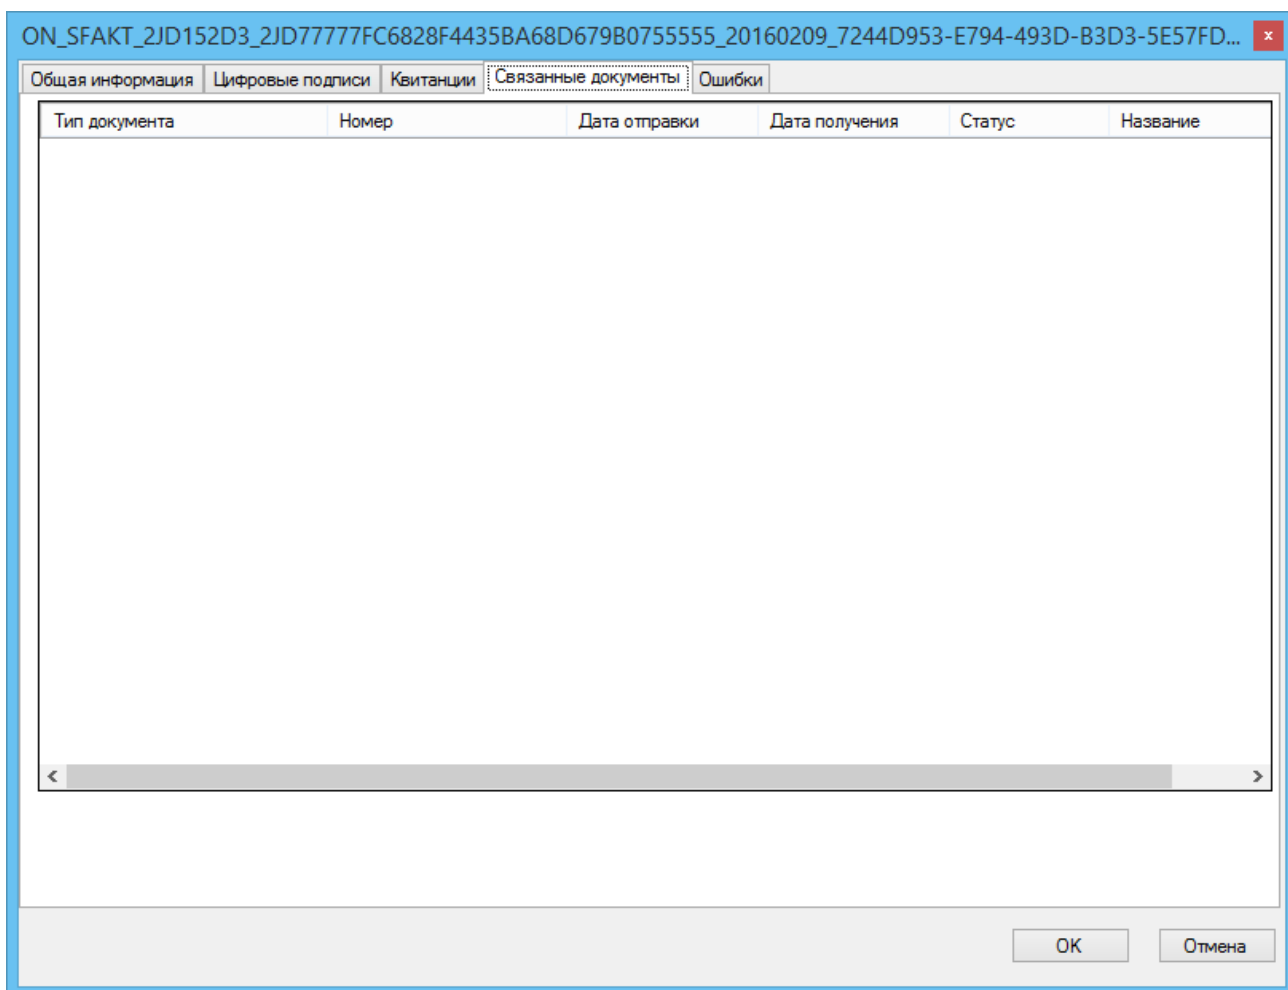 ON_SFAKT_2JD152D3_2JD77777FC6828F4435BA68D679B0755555_20160209_7244D953-E794-493D-B3D3-5E57FD... x
Общая информация Цифровые подписи Квитанции Связанные документы Ошибки
Тип документа Номер Дата отправки Дата получения Статус Название
OK Отмена